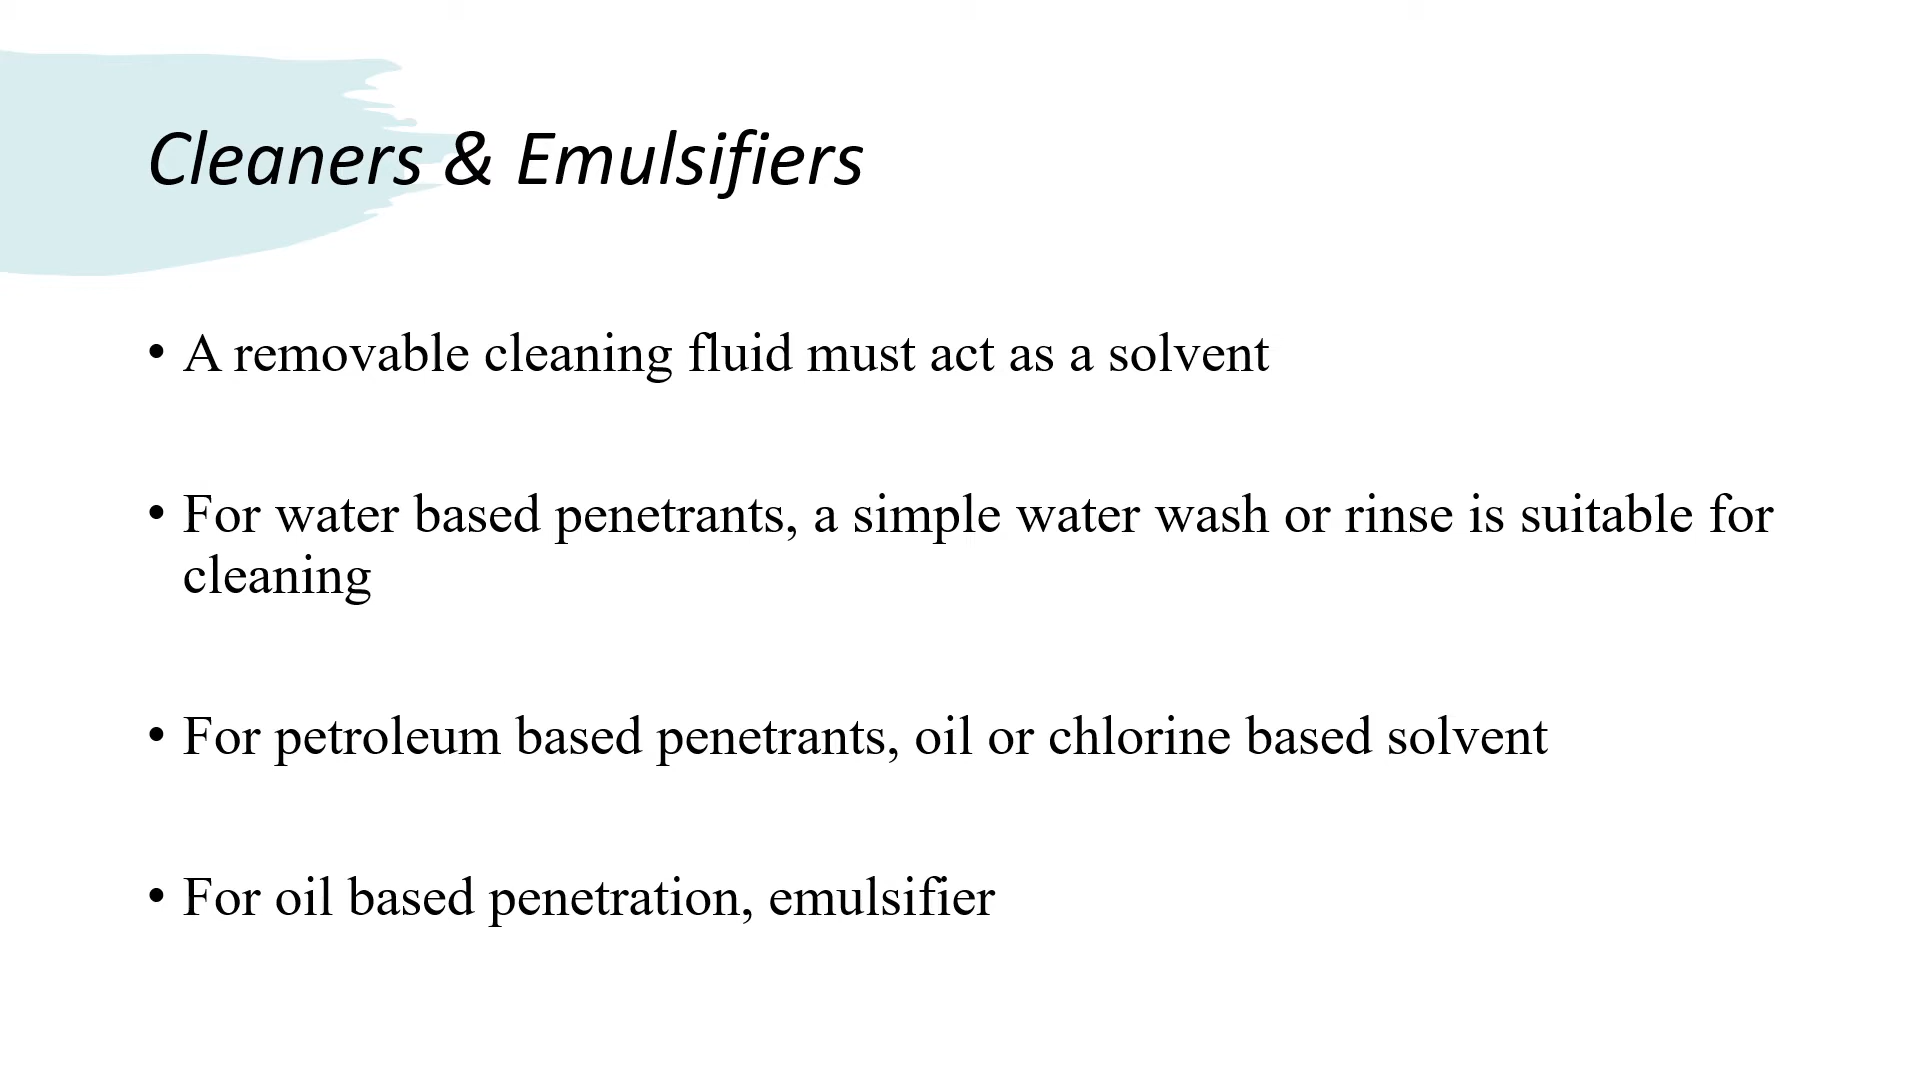 Cleaners & Emulsifiers
• A removable cleaning fluid must act as a solvent
• For water based penetrants, a simple water wash or rinse is suitable for
cleaning
• For petroleum based penetrants, oil or chlorine based solvent
• For oil based penetration, emulsifier